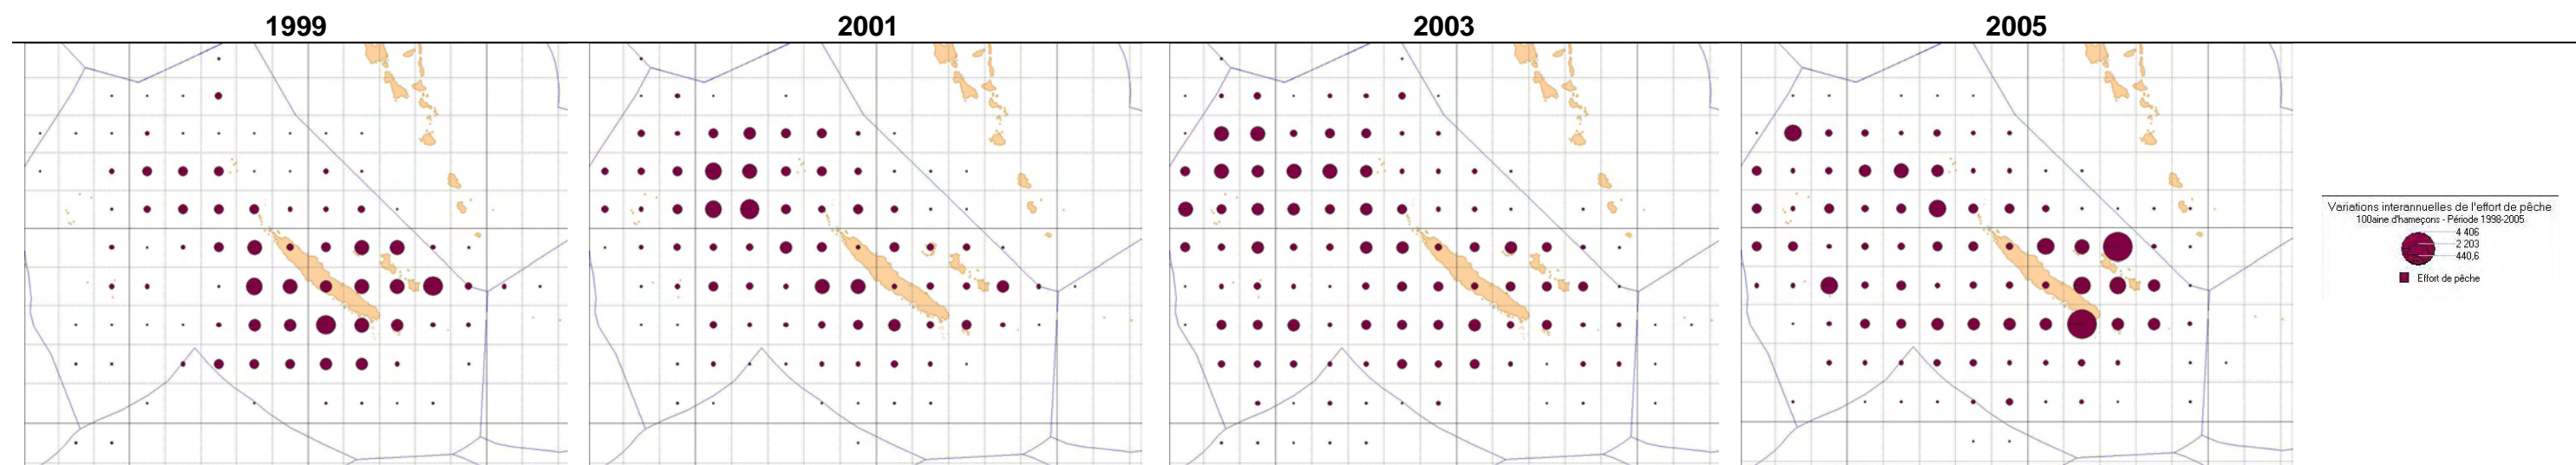 1999 2001 2003 2005
Variations interannuelles de l'effort de pêche
100aine d'hameçons - Période 1998-2005
4 406
2 203
440,6
Effort de pêche